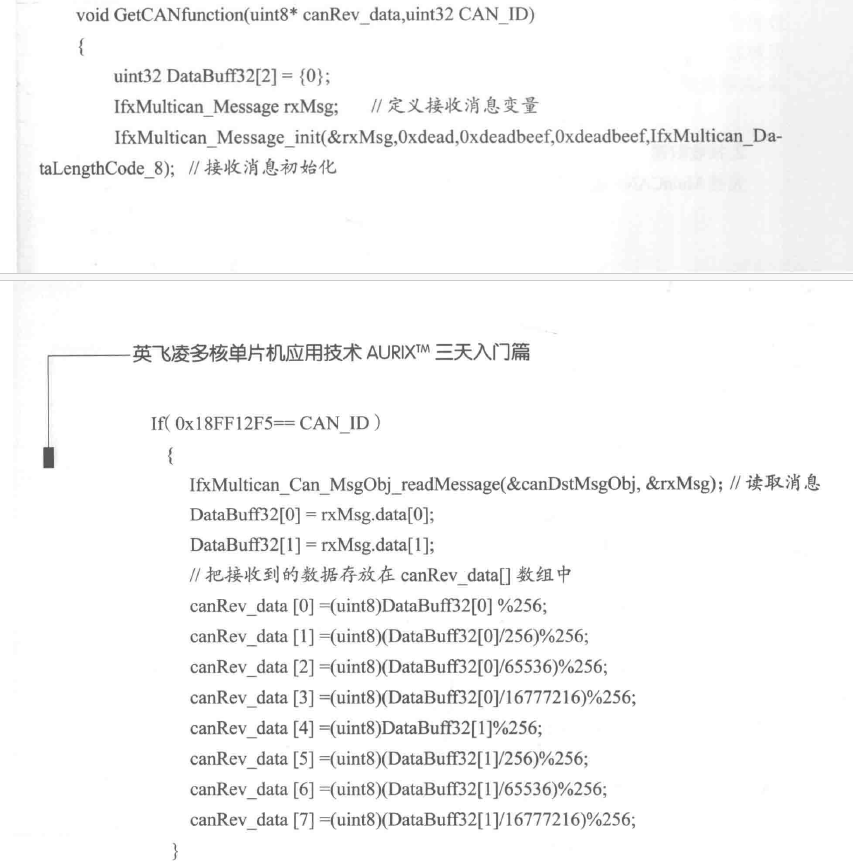 void GetCANfunction(uint8* canRev_data,uint32 CAN_ID)
{
uint32 DataBuff32[2] = {0};
IfxMultican_Message rxMsg; //定义接收消息变量
IfxMultican_Message_init(&rxMsg,0xdead,0xdeadbeef,0xdeadbeef,IfxMultican_Da-
taLengthCode_8); //接收消息初始化
英飞凌多核单片机应用技术 AURIX™ 三天入门篇
If( 0x18FF12F5== CAN_ID )
{
IfxMultican_Can_MsgObj_readMessage(&canDstMsgObj, &rxMsg); //读取消息
DataBuff32[0] = rxMsg.data[0];
DataBuff32[1] = rxMsg.data[1];
//把接收到的数据存放在 canRev_data[] 数组中
canRev_data [0] =(uint8)DataBuff32[0] %256;
canRev_data [1] =(uint8)(DataBuff32[0]/256)%256;
canRev_data [2] =(uint8)(DataBuff32[0]/65536)%256;
canRev_data [3] =(uint8)(DataBuff32[0]/16777216)%256;
canRev_data [4] =(uint8)DataBuff32[1]%256;
canRev_data [5] =(uint8)(DataBuff32[1]/256)%256;
canRev_data [6] =(uint8)(DataBuff32[1]/65536)%256;
canRev_data [7] =(uint8)(DataBuff32[1]/16777216)%256;
}